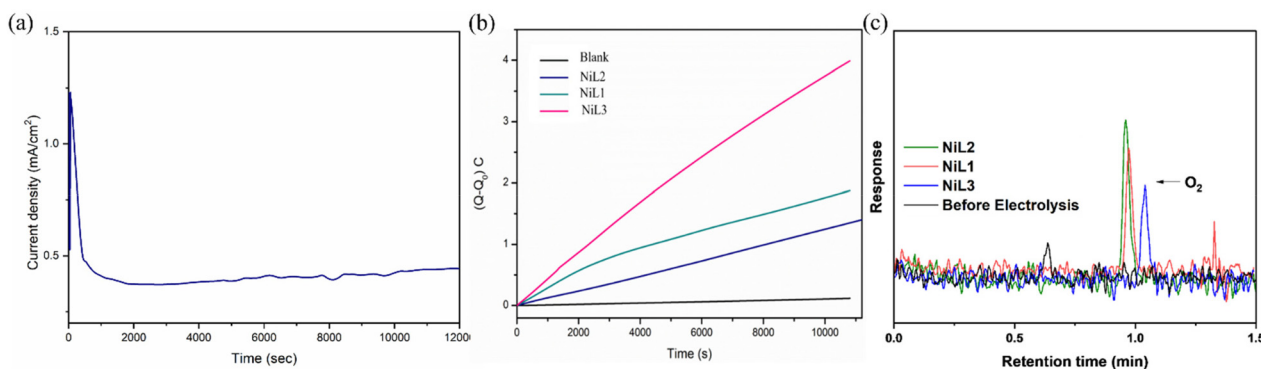 (a)
1.5
1.0
0.5
Current density (mA/cm²)
0 2000 4000 6000 8000 10000 12000
Time (sec)
(b)
4
3
2
1
0
(Q-Q₀) C
Blank
NiL2
NiL1
NiL3
0 2000 4000 6000 8000 10000
Time (s)
(c)
Response
NiL2
NiL1
NiL3
Before Electrolysis
O₂
0.0 0.5 1.0 1.5
Retention time (min)